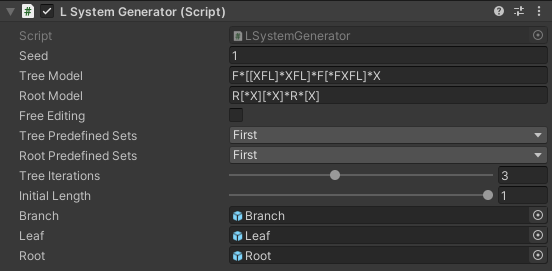 L System Generator (Script)
Script LSystemGenerator
Seed 1
Tree Model F*[[XFL]*XFL]*F[*FXFL]*X
Root Model R[*X][*X]*R*[X]
Free Editing
Tree Predefined Sets First
Root Predefined Sets First
Tree Iterations 3
Initial Length 1
Branch Branch
Leaf Leaf
Root Root